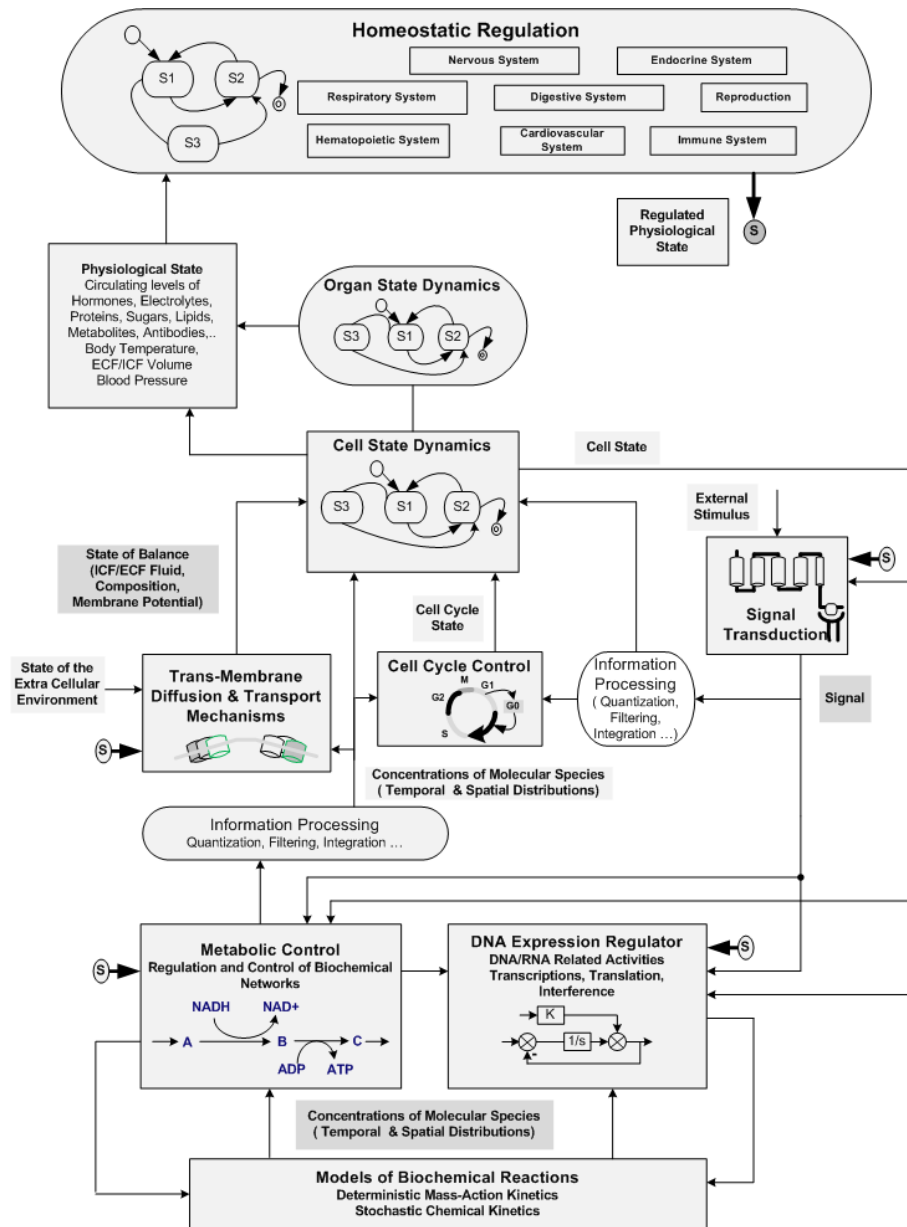 Homeostatic Regulation
Nervous System
Endocrine System
S1
S2
Respiratory System
Digestive System
Reproduction
S3
Hematopoietic System
Cardiovascular
System
Immune System
Regulated
Physiological
State
S
Physiological State
Circulating levels of
Hormones, Electrolytes,
Proteins, Sugars, Lipids,
Metabolites, Antibodies,..
Body Temperature,
ECF/ICF Volume
Blood Pressure
Organ State Dynamics
S3
S1
S2
Cell State Dynamics
S3
S1
S2
Cell State
External
Stimulus
S
Signal
Transduction
State of Balance
(ICF/ECF Fluid,
Composition,
Membrane Potential)
Cell Cycle
State
State of the
Extra Cellular
Environment
S
Trans-Membrane
Diffusion & Transport
Mechanisms
Cell Cycle Control
M
G1
G2
G0
S
Information
Processing
( Quantization,
Filtering,
Integration ...)
Signal
Concentrations of Molecular Species
( Temporal & Spatial Distributions)
Information Processing
Quantization, Filtering, Integration ...
S
Metabolic Control
Regulation and Control of Biochemical
Networks
NADH
NAD+
A
B
C
ADP
ATP
DNA Expression Regulator
DNA/RNA Related Activities
Transcriptions, Translation,
Interference
S
K
1/s
-
Concentrations of Molecular Species
( Temporal & Spatial Distributions)
Models of Biochemical Reactions
Deterministic Mass-Action Kinetics
Stochastic Chemical Kinetics